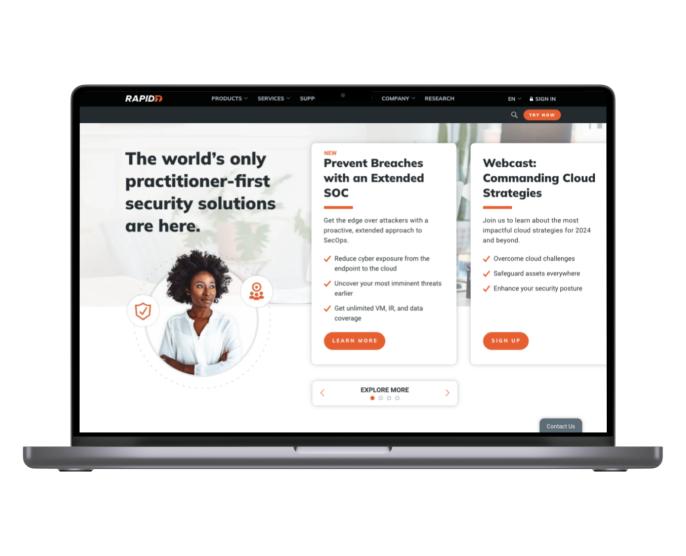 RAPID7
PRODUCTS SERVICES SUPP COMPANY RESEARCH EN SIGN IN
TRY NOW
The world's only
practitioner-first
security solutions
are here.
NEW
Prevent Breaches
with an Extended
SOC
Get the edge over attackers with a
proactive, extended approach to
SecOps.
Reduce cyber exposure from the
endpoint to the cloud
Uncover your most imminent threats
earlier
Get unlimited VM, IR, and data
coverage
LEARN MORE
Webcast:
Commanding Cloud
Strategies
Join us to learn about the most
impactful cloud strategies for 2024
and beyond.
Overcome cloud challenges
Safeguard assets everywhere
Enhance your security posture
SIGN UP
EXPLORE MORE
Contact Us